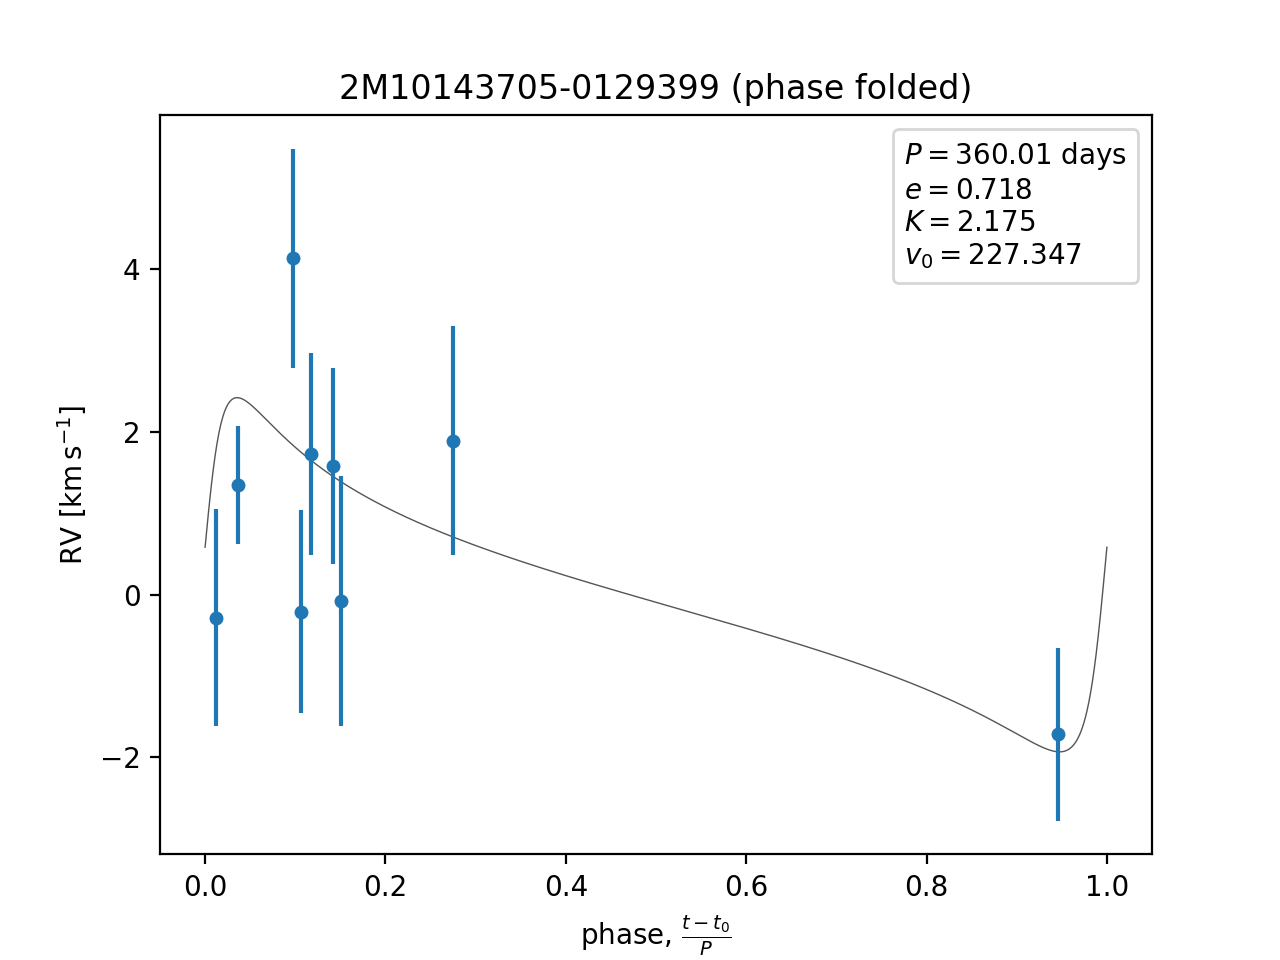 2M10143705-0129399 (phase folded)
P = 360.01 days
e = 0.718
K = 2.175
v₀ = 227.347
RV [km s⁻¹]
4
2
0
−2
0.0 0.2 0.4 0.6 0.8 1.0
phase, (t − t₀)/P